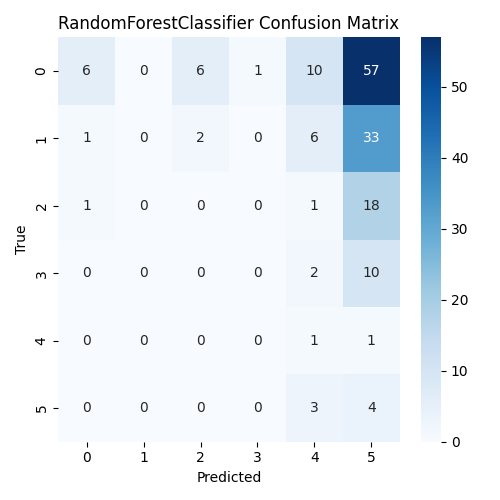 RandomForestClassifier Confusion Matrix
0 6 0 6 1 10 57
1 1 0 2 0 6 33
2 1 0 0 0 1 18
3 0 0 0 0 2 10
4 0 0 0 0 1 1
5 0 0 0 0 3 4
0 1 2 3 4 5
True
Predicted
50
40
30
20
10
0